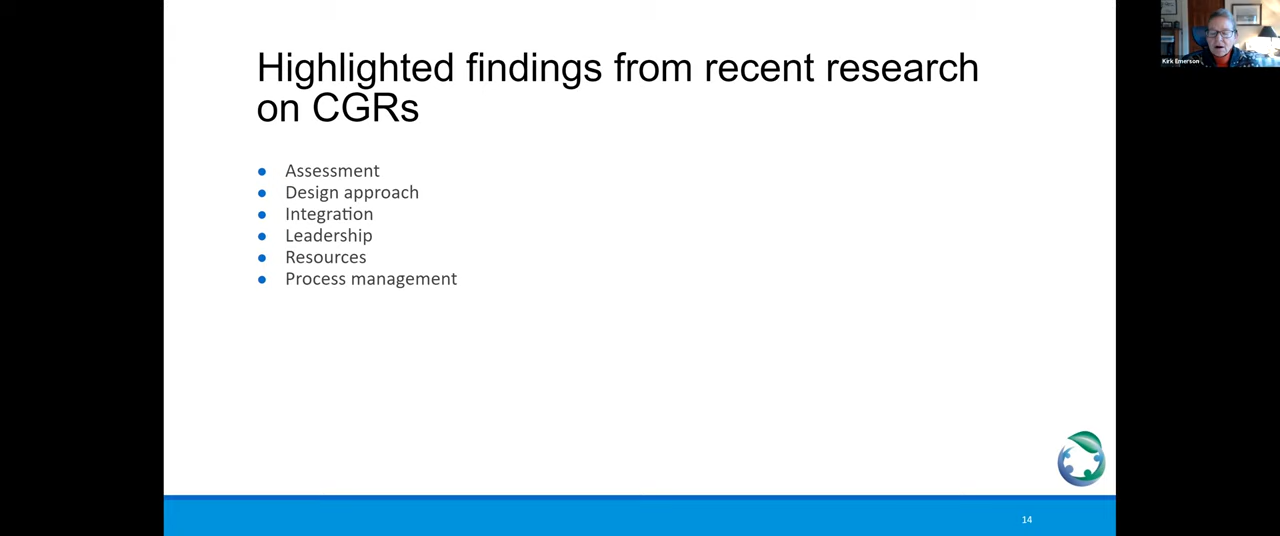 Highlighted findings from recent research
on CGRs
● Assessment
● Design approach
● Integration
● Leadership
● Resources
● Process management
14
Kirk Emerson